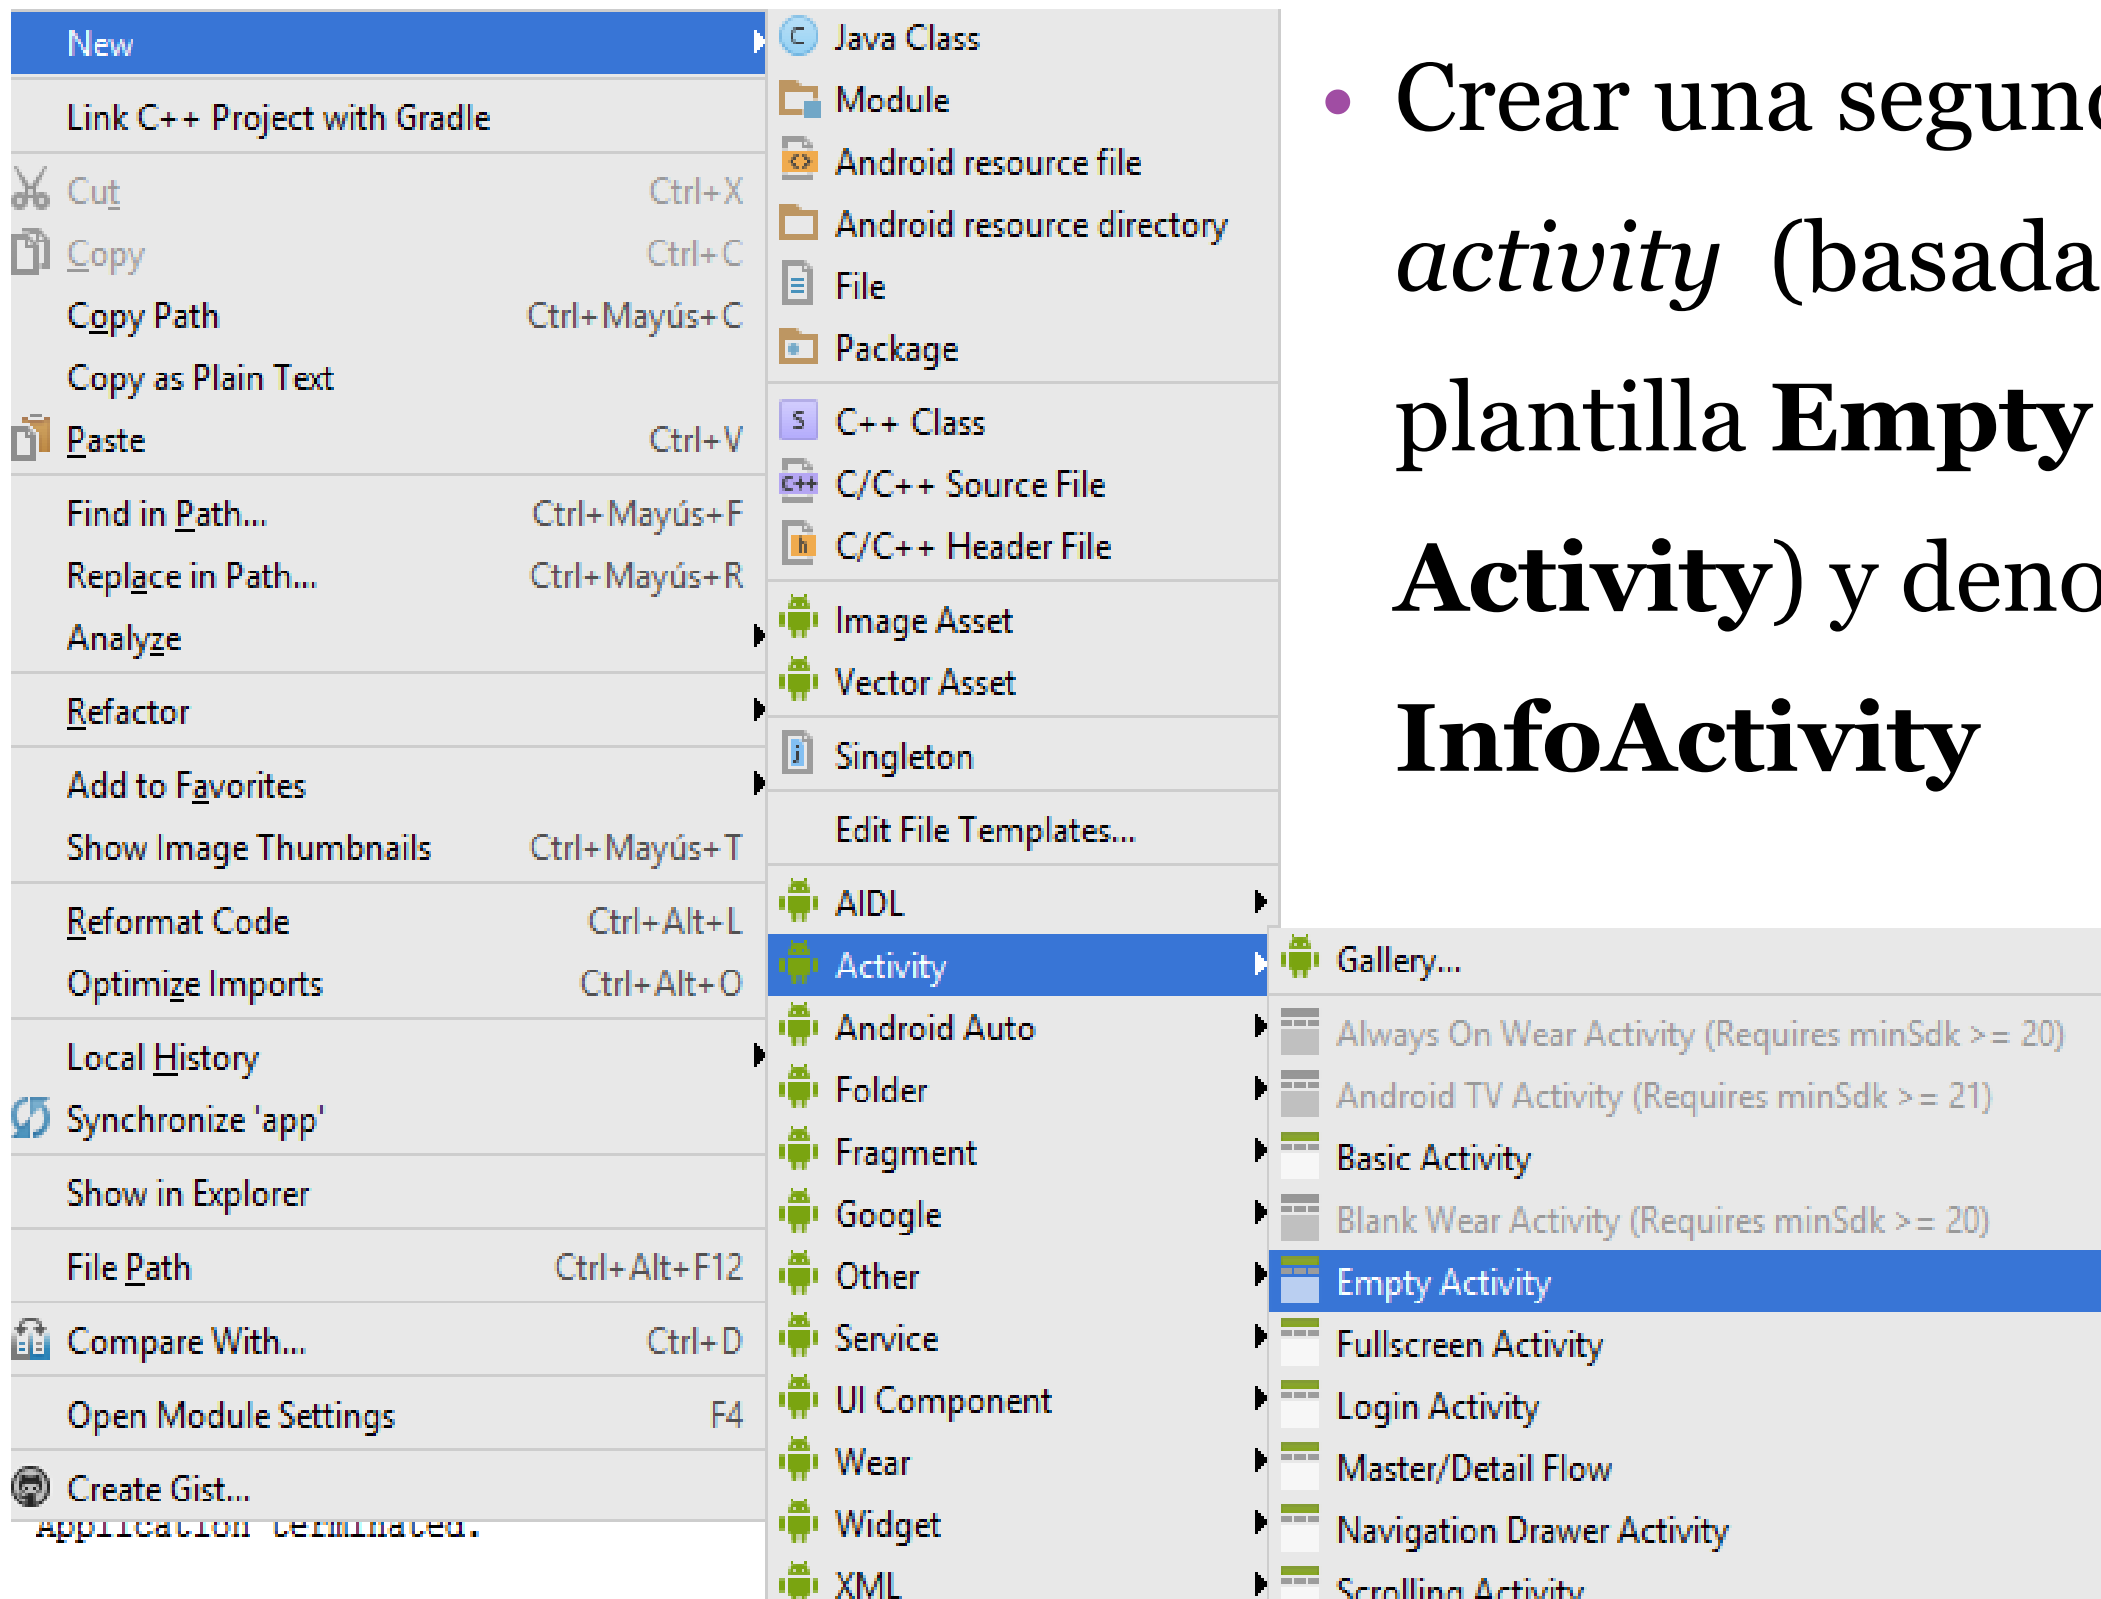 New
Link C++ Project with Gradle
Cut Ctrl+X
Copy Ctrl+C
Copy Path Ctrl+Mayús+C
Copy as Plain Text
Paste Ctrl+V
Find in Path... Ctrl+Mayús+F
Replace in Path... Ctrl+Mayús+R
Analyze
Refactor
Add to Favorites
Show Image Thumbnails Ctrl+Mayús+T
Reformat Code Ctrl+Alt+L
Optimize Imports Ctrl+Alt+O
Local History
Synchronize 'app'
Show in Explorer
File Path Ctrl+Alt+F12
Compare With... Ctrl+D
Open Module Settings F4
Create Gist...
Application terminated.
Java Class
Module
Android resource file
Android resource directory
File
Package
C++ Class
C/C++ Source File
C/C++ Header File
Image Asset
Vector Asset
Singleton
Edit File Templates...
AIDL
Activity
Android Auto
Folder
Fragment
Google
Other
Service
UI Component
Wear
Widget
XML
Gallery...
Always On Wear Activity (Requires minSdk >= 20)
Android TV Activity (Requires minSdk >= 21)
Basic Activity
Blank Wear Activity (Requires minSdk >= 20)
Empty Activity
Fullscreen Activity
Login Activity
Master/Detail Flow
Navigation Drawer Activity
Scrolling Activity
• Crear una
activity (basada
plantilla Empty
Activity) y
InfoActivity